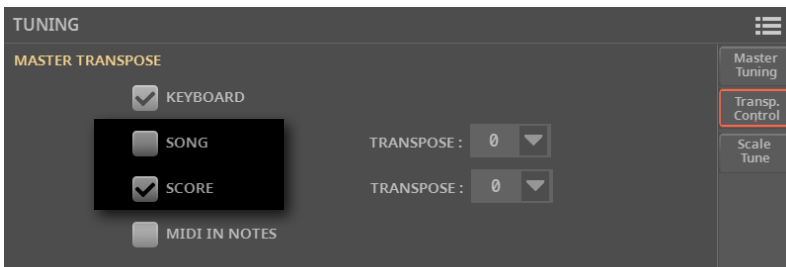 TUNING
MASTER TRANSPOSE
Master
Tuning
KEYBOARD
Transp.
Control
SONG
TRANSPOSE : 0
Scale
Tune
SCORE
TRANSPOSE : 0
MIDI IN NOTES